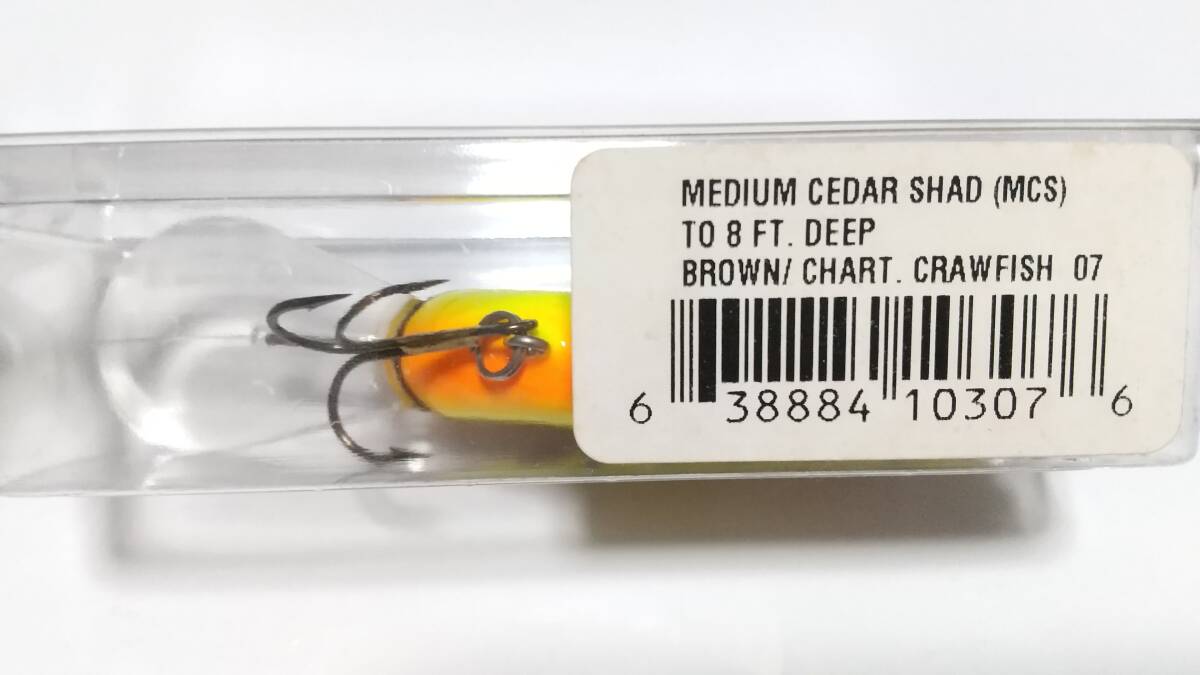 MEDIUM CEDAR SHAD (MCS)
TO 8 FT. DEEP
BROWN/ CHART. CRAWFISH 07
6 38884 10307 6